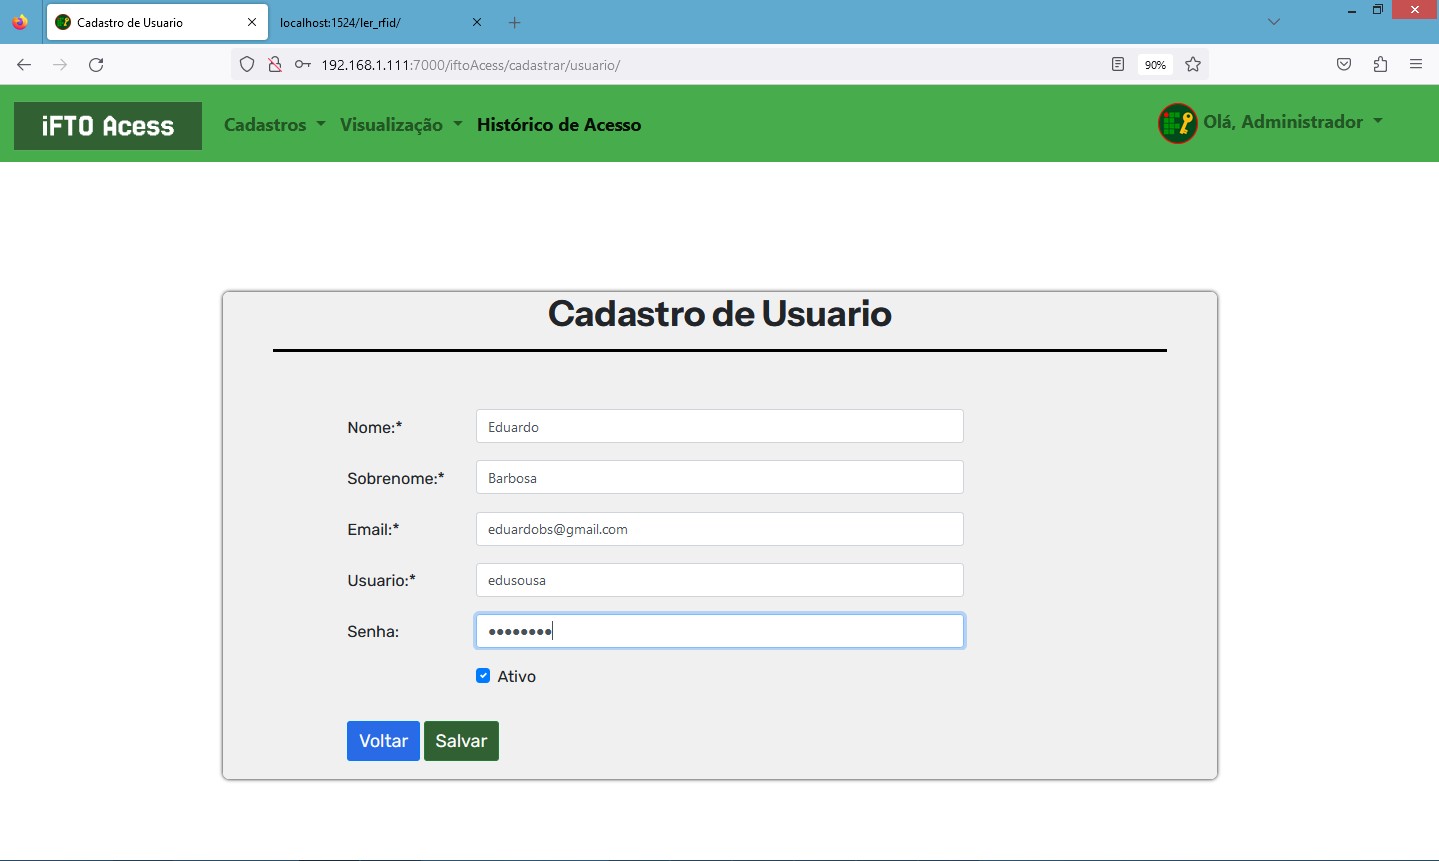 Cadastro de Usuario
localhost:1524/ler_rfid/
192.168.1.111:7000/iftoAcess/cadastrar/usuario/
90%
iFTO Acess Cadastros Visualização Histórico de Acesso Olá, Administrador
Cadastro de Usuario
Nome:* Eduardo
Sobrenome:* Barbosa
Email:* eduardobs@gmail.com
Usuario:* edusousa
Senha: ●●●●●●●●
Ativo
Voltar Salvar